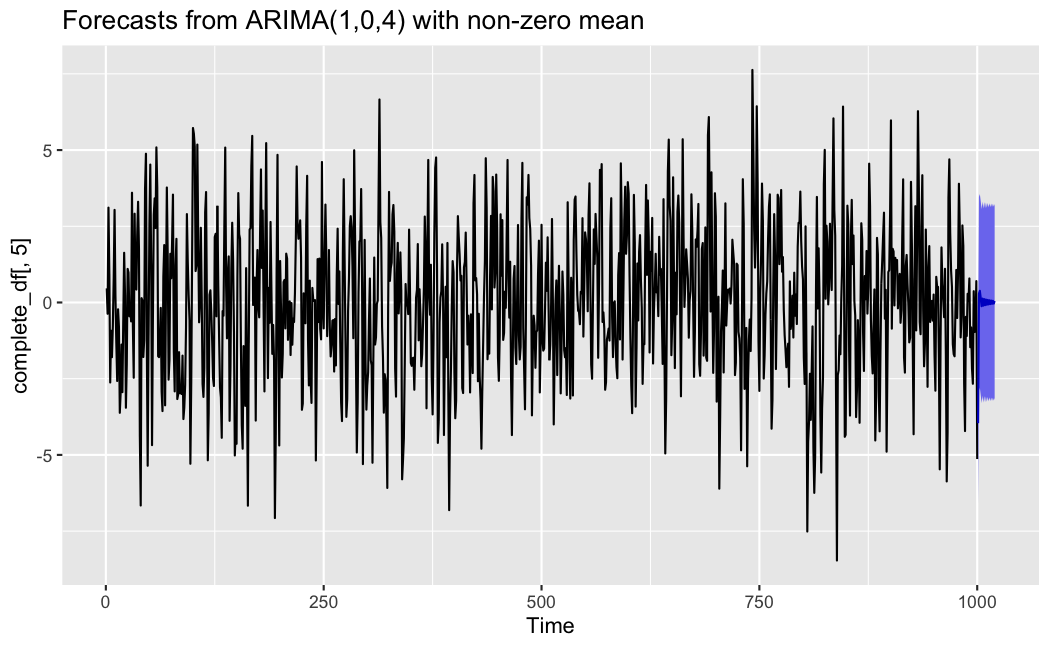 Forecasts from ARIMA(1,0,4) with non-zero mean
complete_df[, 5]
5
0
-5
0
250
500
750
1000
Time